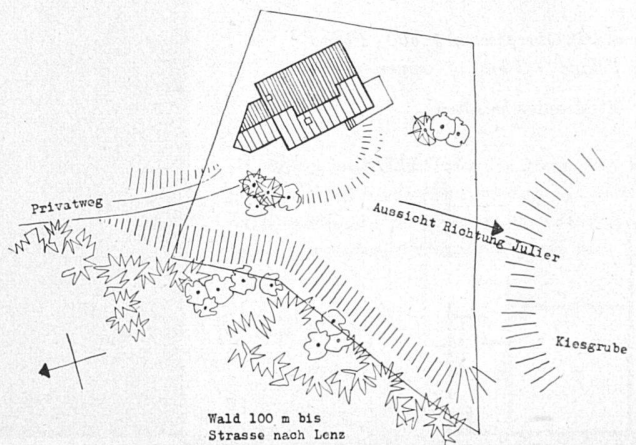 Privatweg
Aussicht Richtung Julier
Kiesgrube
Wald 100 m bis
Strasse nach Lenz